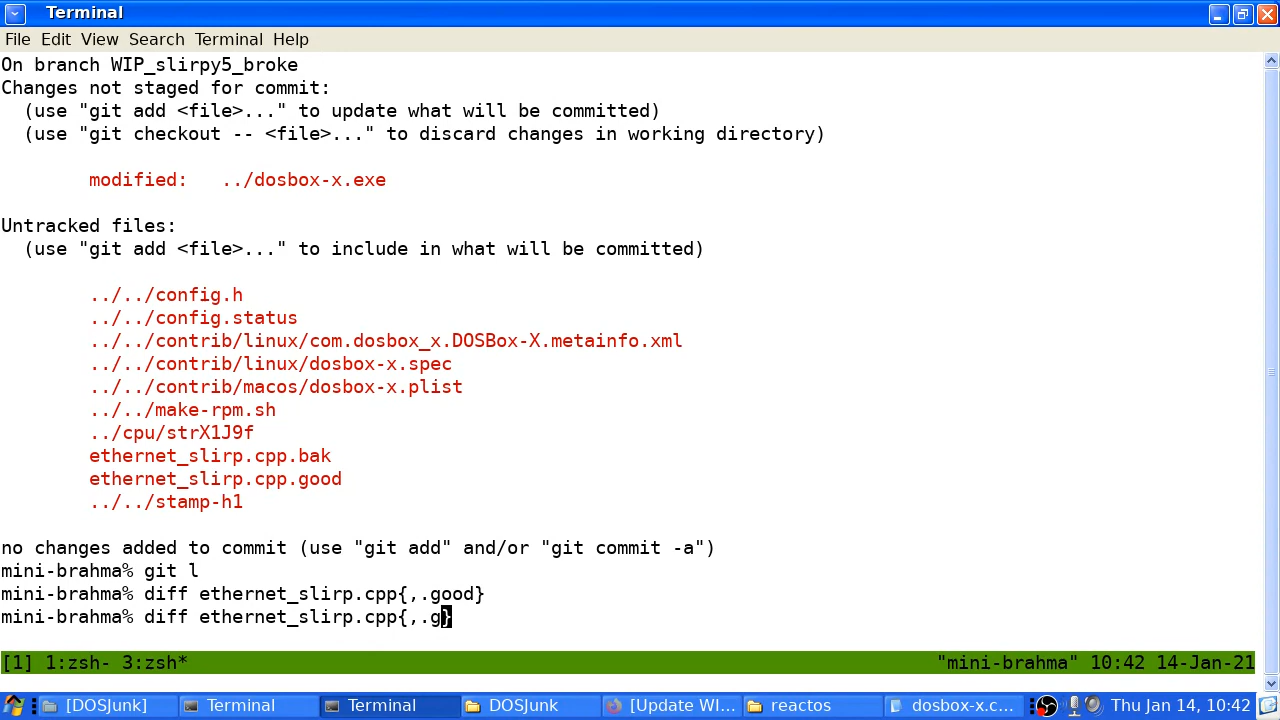 Terminal
File Edit View Search Terminal Help
On branch WIP_slirpy5_broke
Changes not staged for commit:
  (use "git add <file>..." to update what will be committed)
  (use "git checkout -- <file>..." to discard changes in working directory)
        modified:   ../dosbox-x.exe
Untracked files:
  (use "git add <file>..." to include in what will be committed)
        ../../config.h
        ../../config.status
        ../../contrib/linux/com.dosbox_x.DOSBox-X.metainfo.xml
        ../../contrib/linux/dosbox-x.spec
        ../../contrib/macos/dosbox-x.plist
        ../../make-rpm.sh
        ../cpu/strX1J9f
        ethernet_slirp.cpp.bak
        ethernet_slirp.cpp.good
        ../../stamp-h1
no changes added to commit (use "git add" and/or "git commit -a")
mini-brahma% git l
mini-brahma% diff ethernet_slirp.cpp{,.good}
mini-brahma% diff ethernet_slirp.cpp{,.g}
[1] 1:zsh- 3:zsh* "mini-brahma" 10:42 14-Jan-21
[DOSJunk] Terminal Terminal DOSJunk [Update WI... reactos dosbox-x.c... Thu Jan 14, 10:42